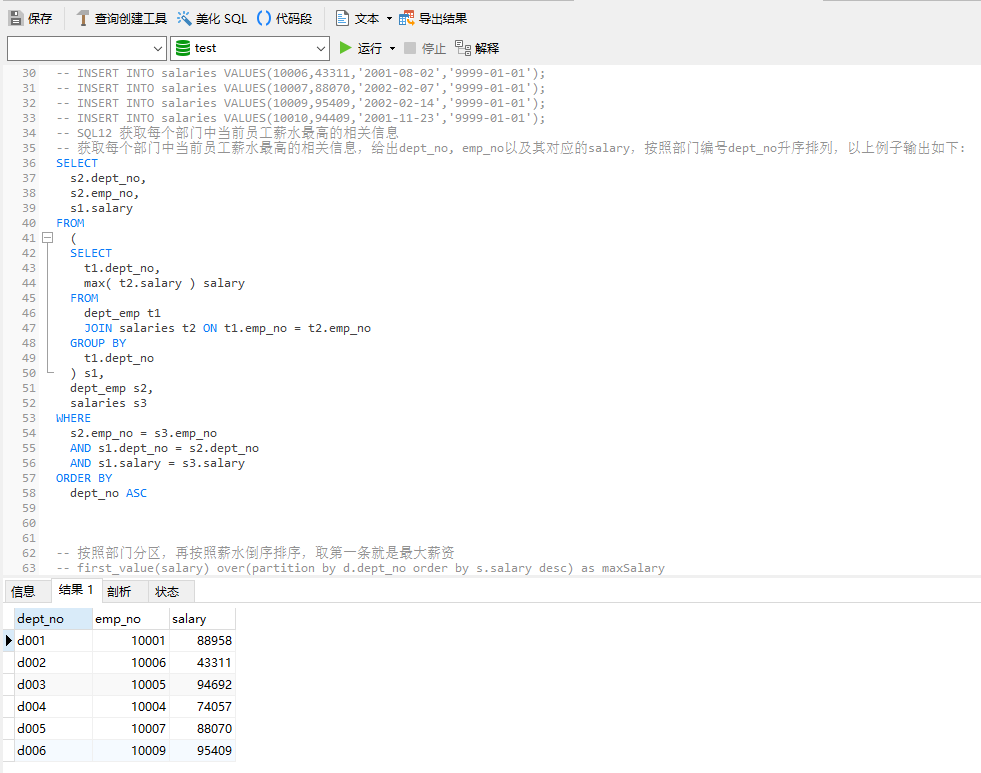 保存 查询创建工具 美化 SQL () 代码段 文本 导出结果
test 运行 停止 解释
30 -- INSERT INTO salaries VALUES(10006,43311,'2001-08-02','9999-01-01');
31 -- INSERT INTO salaries VALUES(10007,88070,'2002-02-07','9999-01-01');
32 -- INSERT INTO salaries VALUES(10009,95409,'2002-02-14','9999-01-01');
33 -- INSERT INTO salaries VALUES(10010,94409,'2001-11-23','9999-01-01');
34 -- SQL12 获取每个部门中当前员工薪水最高的相关信息
35 -- 获取每个部门中当前员工薪水最高的相关信息，给出dept_no, emp_no以及其对应的salary，按照部门编号dept_no升序排列，以上例子输出如下:
36 SELECT
37 s2.dept_no,
38 s2.emp_no,
39 s1.salary
40 FROM
41 (
42 SELECT
43 t1.dept_no,
44 max( t2.salary ) salary
45 FROM
46 dept_emp t1
47 JOIN salaries t2 ON t1.emp_no = t2.emp_no
48 GROUP BY
49 t1.dept_no
50 ) s1,
51 dept_emp s2,
52 salaries s3
53 WHERE
54 s2.emp_no = s3.emp_no
55 AND s1.dept_no = s2.dept_no
56 AND s1.salary = s3.salary
57 ORDER BY
58 dept_no ASC
59
60
61
62 -- 按照部门分区，再按照薪水倒序排序，取第一条就是最大薪资
63 -- first_value(salary) over(partition by d.dept_no order by s.salary desc) as maxSalary
信息 结果 1 剖析 状态
dept_no emp_no salary
d001 10001 88958
d002 10006 43311
d003 10005 94692
d004 10004 74057
d005 10007 88070
d006 10009 95409